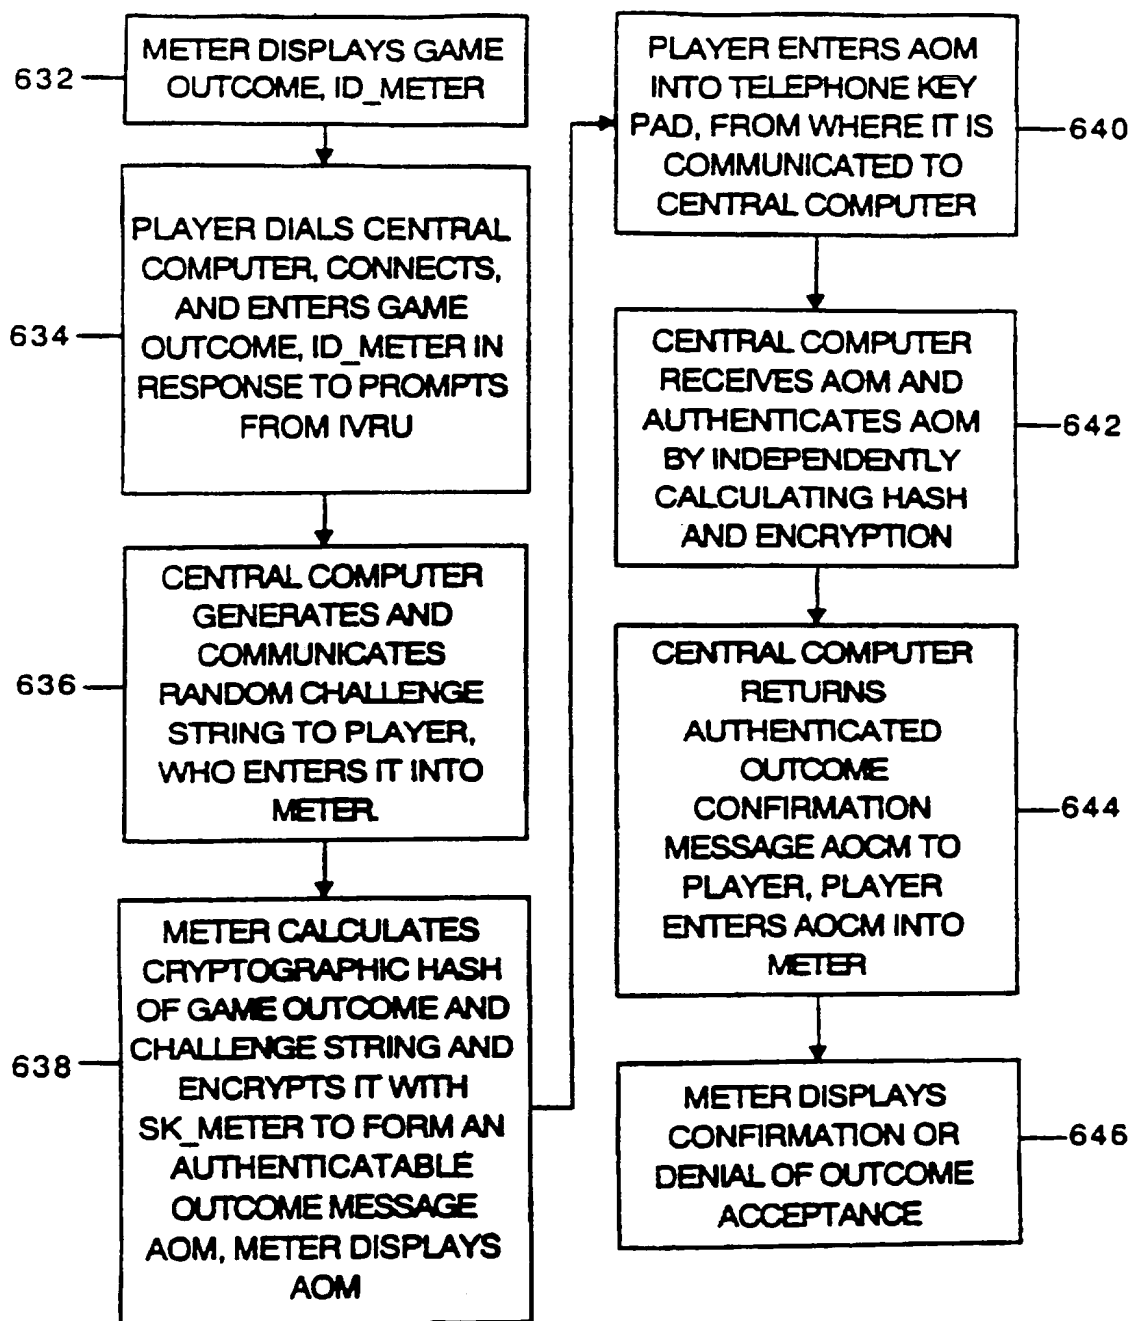 632
METER DISPLAYS GAME
OUTCOME, ID_METER
634
PLAYER DIALS CENTRAL
COMPUTER, CONNECTS,
AND ENTERS GAME
OUTCOME, ID_METER IN
RESPONSE TO PROMPTS
FROM IVRU
636
CENTRAL COMPUTER
GENERATES AND
COMMUNICATES
RANDOM CHALLENGE
STRING TO PLAYER,
WHO ENTERS IT INTO
METER.
638
METER CALCULATES
CRYPTOGRAPHIC HASH
OF GAME OUTCOME AND
CHALLENGE STRING AND
ENCRYPTS IT WITH
SK_METER TO FORM AN
AUTHENTICATABLE
OUTCOME MESSAGE
AOM, METER DISPLAYS
AOM
PLAYER ENTERS AOM
INTO TELEPHONE KEY
PAD, FROM WHERE IT IS
COMMUNICATED TO
CENTRAL COMPUTER
640
CENTRAL COMPUTER
RECEIVES AOM AND
AUTHENTICATES AOM
BY INDEPENDENTLY
CALCULATING HASH
AND ENCRYPTION
642
CENTRAL COMPUTER
RETURNS
AUTHENTICATED
OUTCOME
CONFIRMATION
MESSAGE AOCM TO
PLAYER, PLAYER
ENTERS AOCM INTO
METER
644
METER DISPLAYS
CONFIRMATION OR
DENIAL OF OUTCOME
ACCEPTANCE
646